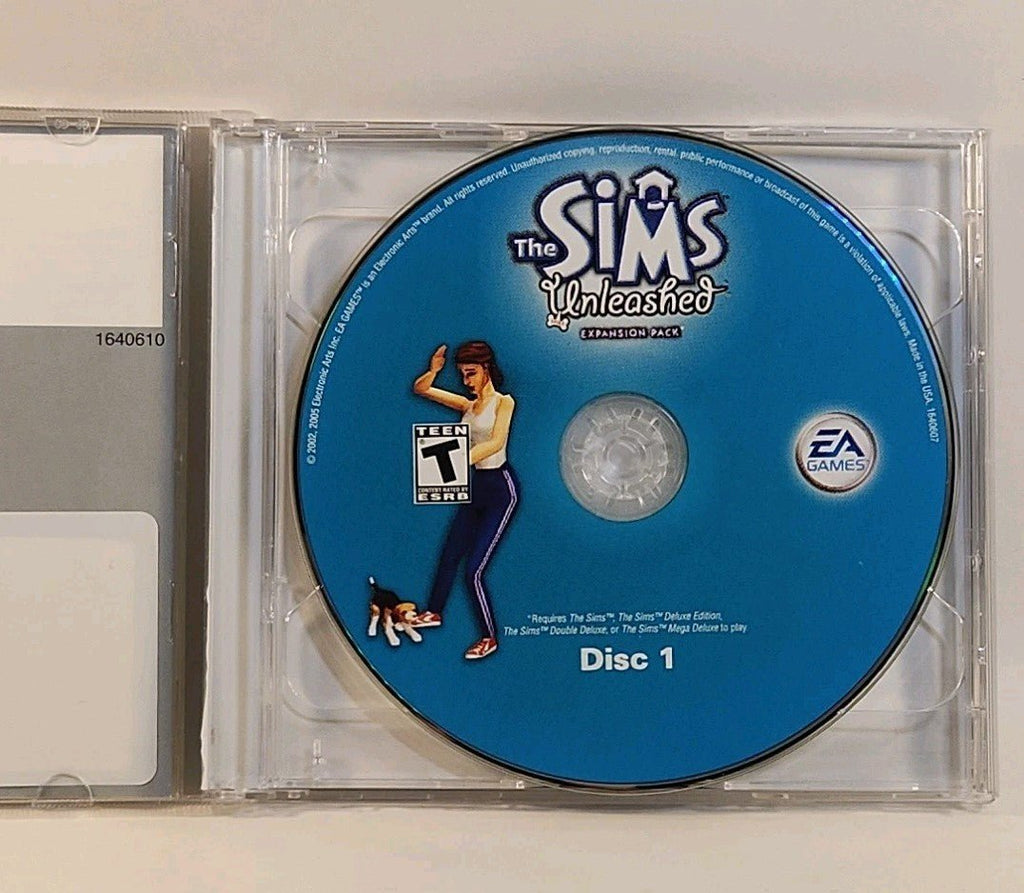 1640610
© 2002, 2005 Electronic Arts Inc. EA GAMES™ is an Electronic Arts™ brand. All rights reserved. Unauthorized copying, reproduction, rental, public performance or broadcast of this game is a violation of applicable laws. Made in the USA. 1640607
The SiMs
Unleashed™
EXPANSION PACK*
TEEN
T
CONTENT RATED BY
ESRB
EA
GAMES™
*Requires The Sims™, The Sims™ Deluxe Edition,
The Sims™ Double Deluxe, or The Sims™ Mega Deluxe to play.
Disc 1